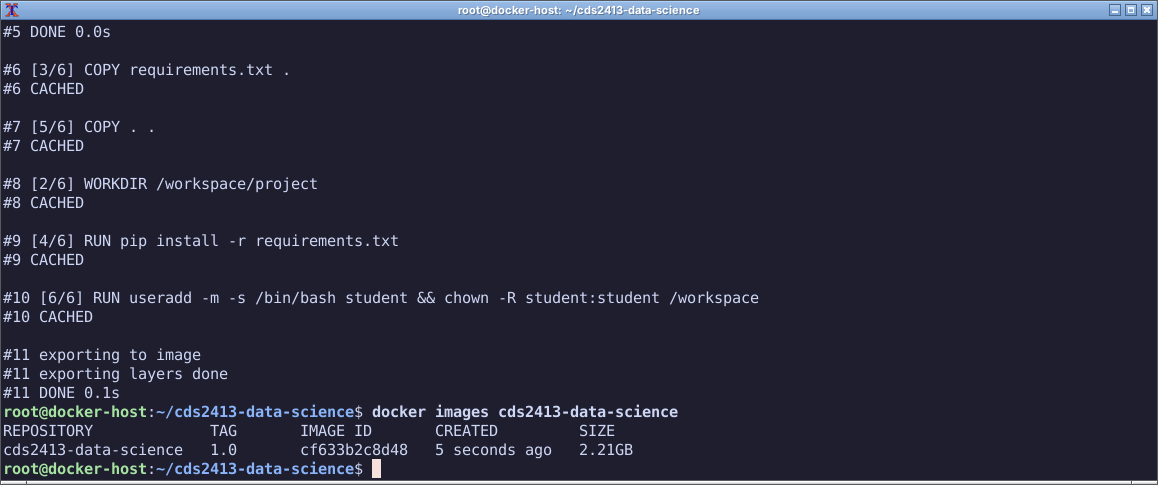 root@docker-host: ~/cds2413-data-science
#5 DONE 0.0s
#6 [3/6] COPY requirements.txt .
#6 CACHED
#7 [5/6] COPY . .
#7 CACHED
#8 [2/6] WORKDIR /workspace/project
#8 CACHED
#9 [4/6] RUN pip install -r requirements.txt
#9 CACHED
#10 [6/6] RUN useradd -m -s /bin/bash student && chown -R student:student /workspace
#10 CACHED
#11 exporting to image
#11 exporting layers done
#11 DONE 0.1s
root@docker-host:~/cds2413-data-science$ docker images cds2413-data-science
REPOSITORY             TAG       IMAGE ID       CREATED         SIZE
cds2413-data-science   1.0       cf633b2c8d48   5 seconds ago   2.21GB
root@docker-host:~/cds2413-data-science$